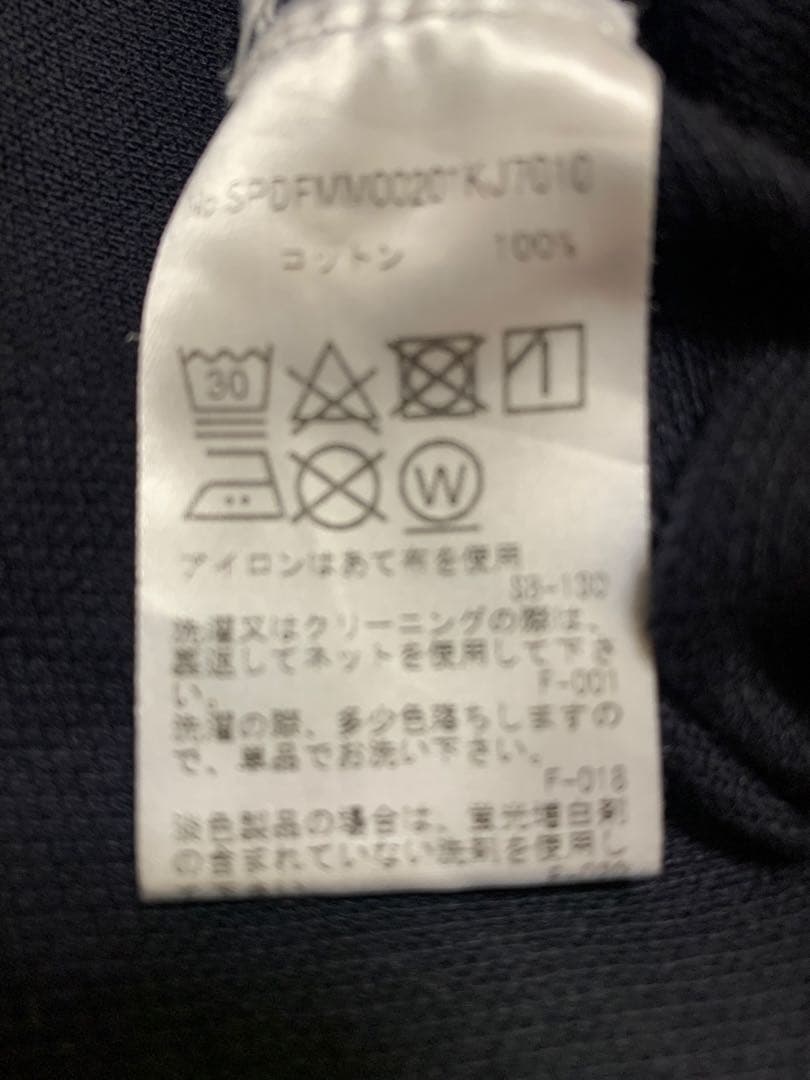 No SPDFMM0020*KJ7010
コットン 100%
30
W
アイロンはあて布を使用
SS-130
洗濯又はクリーニングの際は、
裏返してネットを使用して下さ
い。 F-001
洗濯の際、多少色落ちしますの
で、単品でお洗い下さい。
F-018
淡色製品の場合は、蛍光増白剤
の含まれていない洗剤を使用し